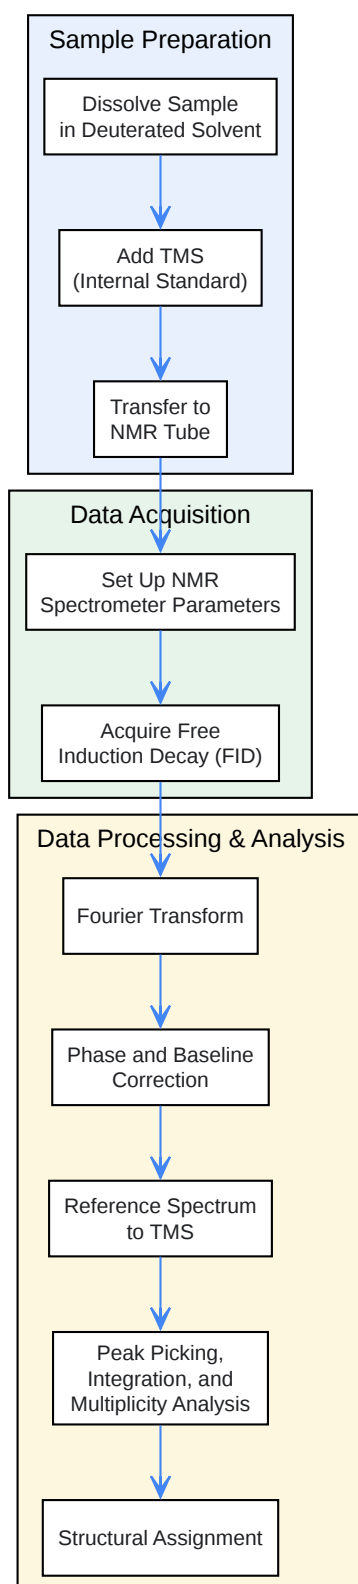 Sample Preparation
Dissolve Sample
in Deuterated Solvent
Add TMS
(Internal Standard)
Transfer to
NMR Tube
Data Acquisition
Set Up NMR
Spectrometer Parameters
Acquire Free
Induction Decay (FID)
Data Processing & Analysis
Fourier Transform
Phase and Baseline
Correction
Reference Spectrum
to TMS
Peak Picking,
Integration, and
Multiplicity Analysis
Structural Assignment